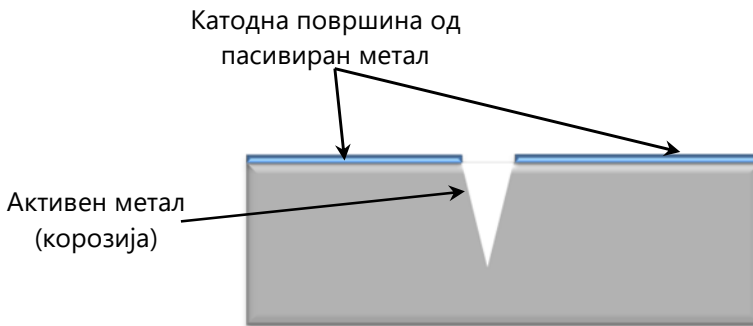 Катодна површина од
пасивиран метал
Активен метал
(корозија)